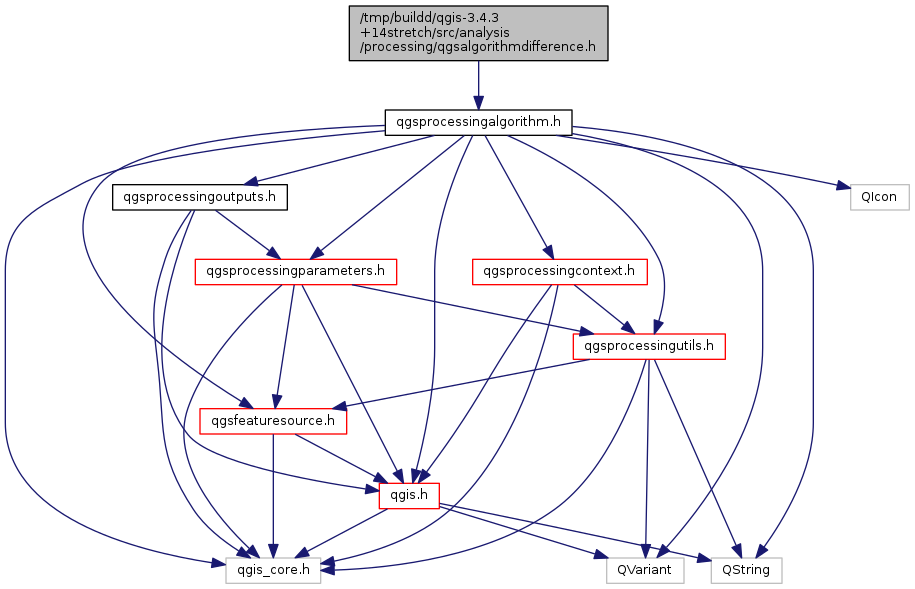 /tmp/buildd/qgis-3.4.3
+14stretch/src/analysis
/processing/qgsalgorithmdifference.h
qgsprocessingalgorithm.h
qgsprocessingoutputs.h
QIcon
qgsprocessingparameters.h
qgsprocessingcontext.h
qgsprocessingutils.h
qgsfeaturesource.h
qgis.h
qgis_core.h
QVariant
QString